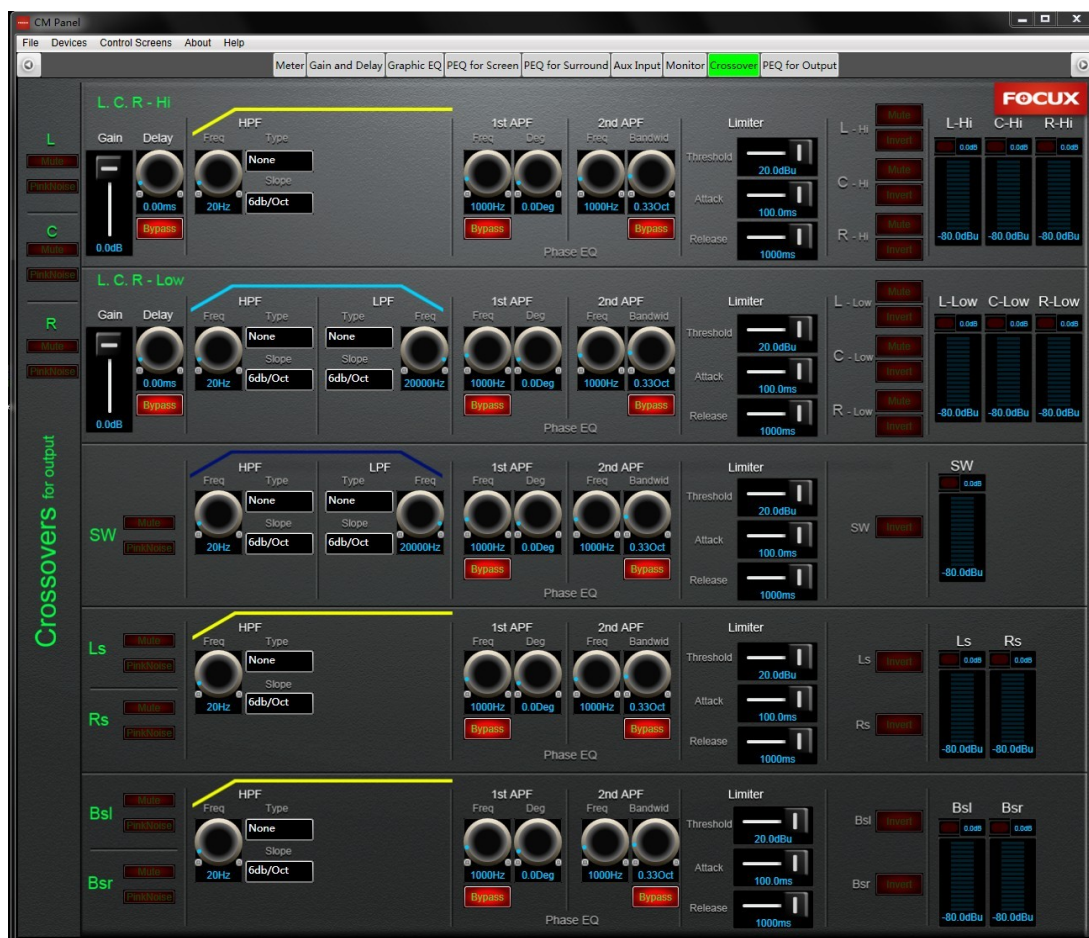 CM Panel
File Devices Control Screens About Help
Meter Gain and Delay Graphic EQ PEQ for Screen PEQ for Surround Aux Input Monitor Crossover PEQ for Output
FOCUX
Crossovers for output
L
Mute
PinkNoise
C
Mute
PinkNoise
R
Mute
PinkNoise
L. C. R - Hi
Gain Delay HPF 1st APF 2nd APF Limiter
Freq Type Freq Deg Freq Bandwid
None
Slope
6db/Oct
0.0dB 0.00ms 20Hz 1000Hz 0.0Deg 1000Hz 0.33Oct
Bypass Bypass Bypass
Phase EQ
Threshold 20.0dBu
Attack 100.0ms
Release 1000ms
L - Hi Mute Invert
C - Hi Mute Invert
R - Hi Mute Invert
L-Hi C-Hi R-Hi
0.0dB 0.0dB 0.0dB
-80.0dBu -80.0dBu -80.0dBu
L. C. R - Low
Gain Delay HPF LPF 1st APF 2nd APF Limiter
Freq Type Type Freq Freq Deg Freq Bandwid
None None
Slope Slope
6db/Oct 6db/Oct
0.0dB 0.00ms 20Hz 20000Hz 1000Hz 0.0Deg 1000Hz 0.33Oct
Bypass Bypass Bypass
Phase EQ
Threshold 20.0dBu
Attack 100.0ms
Release 1000ms
L - Low Mute Invert
C - Low Mute Invert
R - Low Mute Invert
L-Low C-Low R-Low
0.0dB 0.0dB 0.0dB
-80.0dBu -80.0dBu -80.0dBu
SW
Mute
PinkNoise
HPF LPF 1st APF 2nd APF Limiter
Freq Type Type Freq Freq Deg Freq Bandwid
None None
Slope Slope
6db/Oct 6db/Oct
20Hz 20000Hz 1000Hz 0.0Deg 1000Hz 0.33Oct
Bypass Bypass
Phase EQ
Threshold 20.0dBu
Attack 100.0ms
Release 1000ms
SW Invert
SW
0.0dB
-80.0dBu
Ls
Mute
PinkNoise
Rs
Mute
PinkNoise
HPF 1st APF 2nd APF Limiter
Freq Type Freq Deg Freq Bandwid
None
Slope
6db/Oct
20Hz 1000Hz 0.0Deg 1000Hz 0.33Oct
Bypass Bypass
Phase EQ
Threshold 20.0dBu
Attack 100.0ms
Release 1000ms
Ls Invert
Rs Invert
Ls Rs
0.0dB 0.0dB
-80.0dBu -80.0dBu
Bsl
Mute
PinkNoise
Bsr
Mute
PinkNoise
HPF 1st APF 2nd APF Limiter
Freq Type Freq Deg Freq Bandwid
None
Slope
6db/Oct
20Hz 1000Hz 0.0Deg 1000Hz 0.33Oct
Bypass Bypass
Phase EQ
Threshold 20.0dBu
Attack 100.0ms
Release 1000ms
Bsl Invert
Bsr Invert
Bsl Bsr
0.0dB 0.0dB
-80.0dBu -80.0dBu